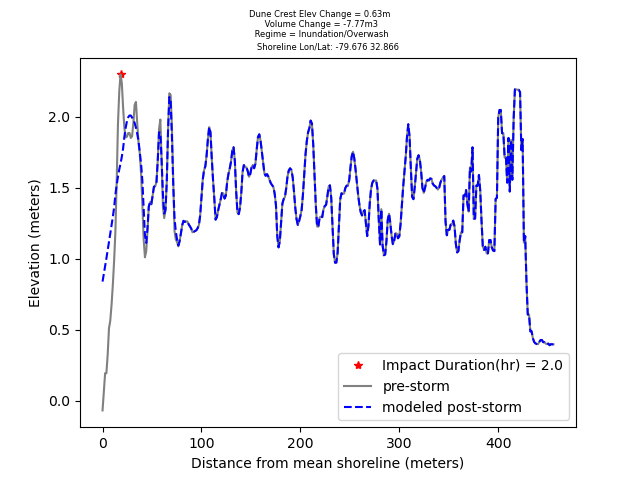 Dune Crest Elev Change = 0.63m
Volume Change = -7.77m3
Regime = Inundation/Overwash
Shoreline Lon/Lat: -79.676 32.866
2.0
1.5
1.0
0.5
0.0
Elevation (meters)
Impact Duration(hr) = 2.0
pre-storm
modeled post-storm
0 100 200 300 400
Distance from mean shoreline (meters)